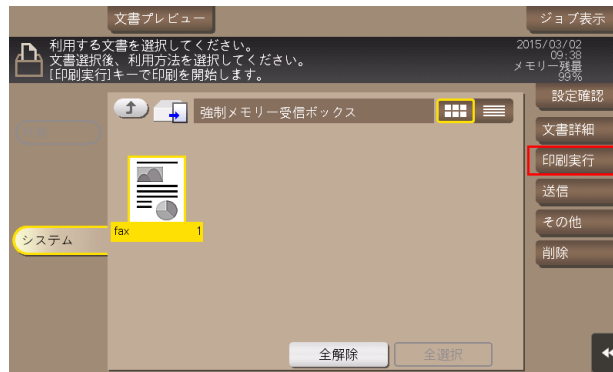 文書プレビュー
ジョブ表示
利用する文書を選択してください。
文書選択後、利用方法を選択してください。
[印刷実行]キーで印刷を開始します。
2015/03/02
09:38
メモリー残量
99%
設定確認
強制メモリー受信ボックス
文書詳細
印刷実行
送信
その他
削除
システム
fax 1
全解除
全選択